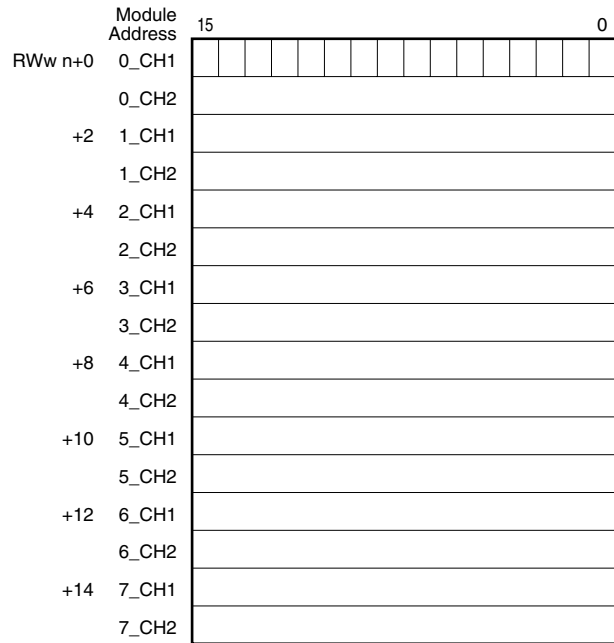 Module
Address
15 0
RWw n+0 0_CH1
0_CH2
+2 1_CH1
1_CH2
+4 2_CH1
2_CH2
+6 3_CH1
3_CH2
+8 4_CH1
4_CH2
+10 5_CH1
5_CH2
+12 6_CH1
6_CH2
+14 7_CH1
7_CH2